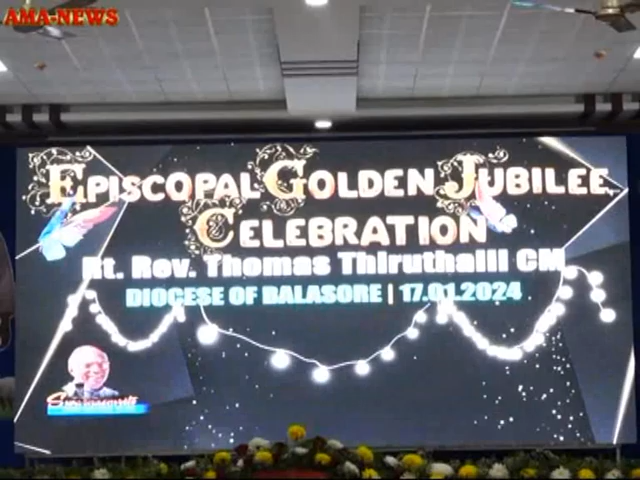 AMA-NEWS
EPISCOPAL GOLDEN JUBILEE
CELEBRATION
Rt. Rev. Thomas Thiruthalil CM
DIOCESE OF BALASORE | 17.01.2024